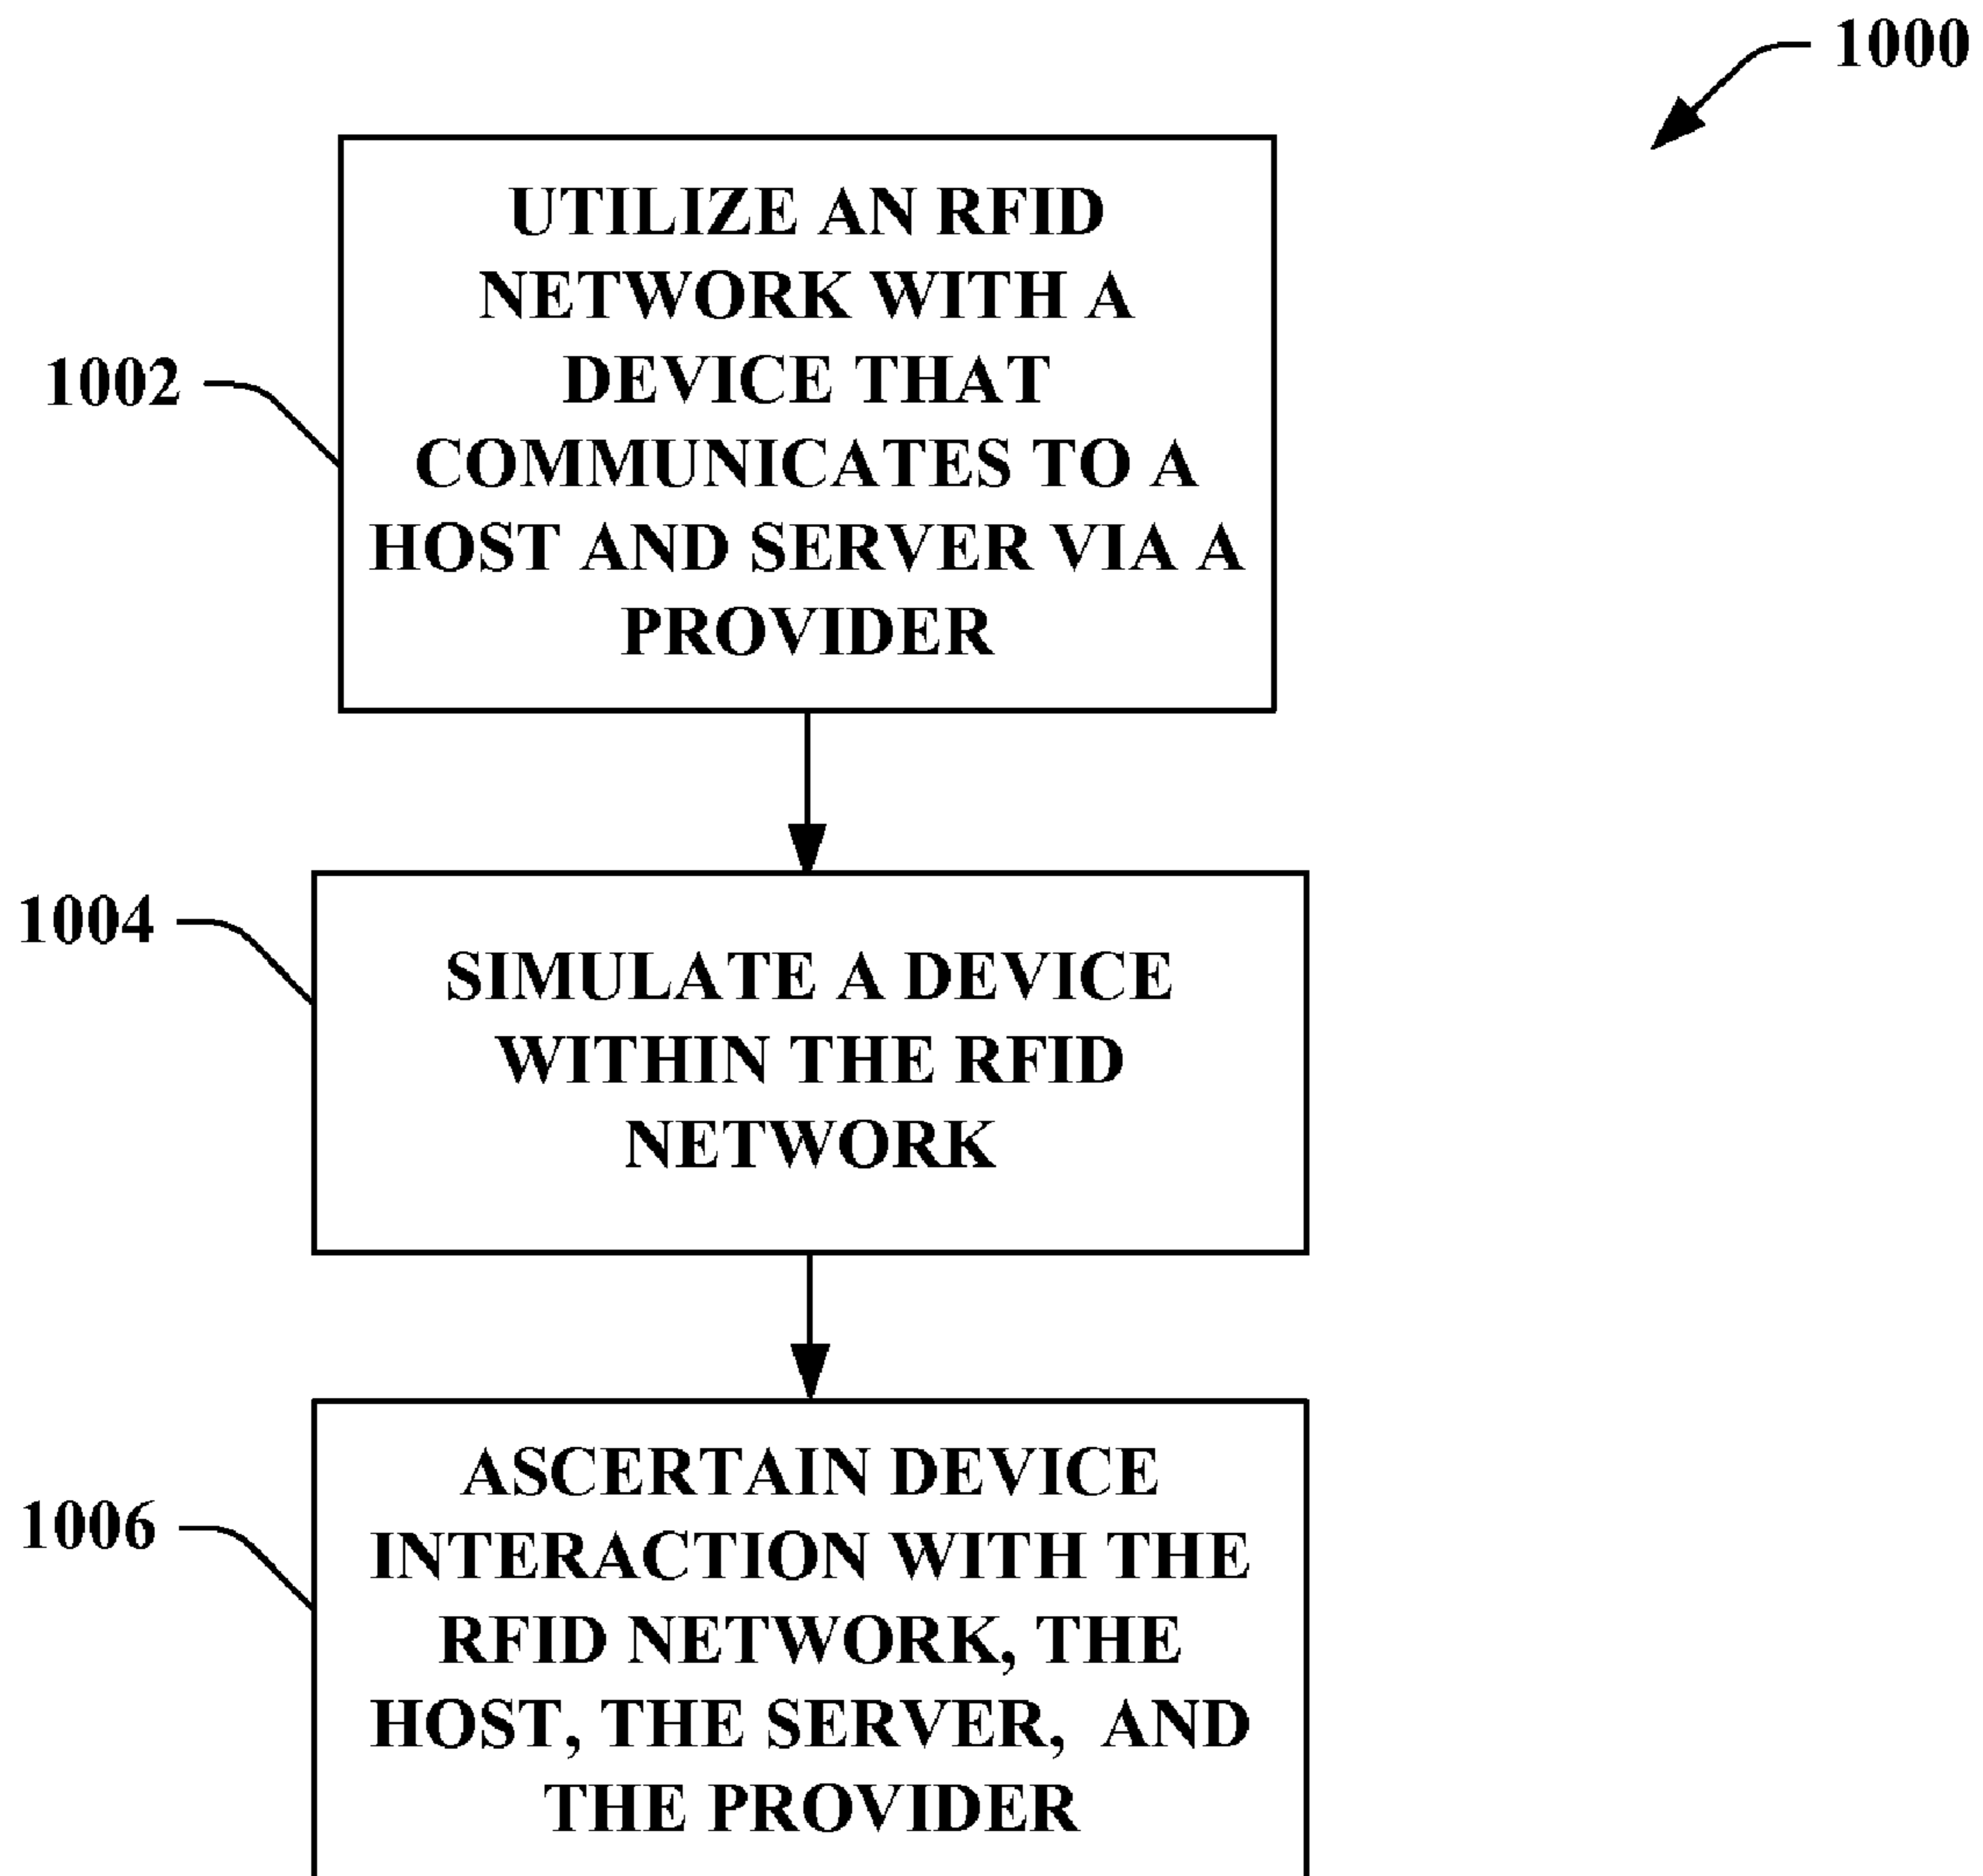 1000
UTILIZE AN RFID
NETWORK WITH A
DEVICE THAT
COMMUNICATES TO A
HOST AND SERVER VIA A
PROVIDER
1002
1004
SIMULATE A DEVICE
WITHIN THE RFID
NETWORK
ASCERTAIN DEVICE
INTERACTION WITH THE
RFID NETWORK, THE
HOST, THE SERVER, AND
THE PROVIDER
1006